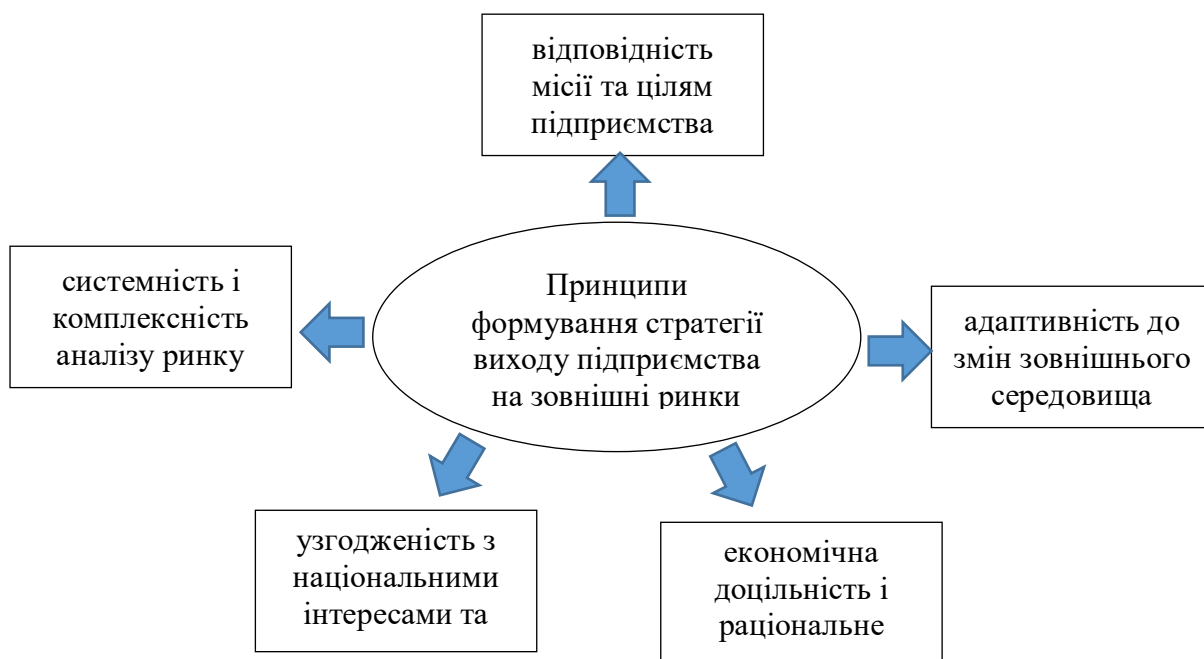 відповідність
місії та цілям
підприємства
системність і
комплексність
аналізу ринку
Принципи
формування стратегії
виходу підприємства
на зовнішні ринки
адаптивність до
змін зовнішнього
середовища
узгодженість з
національними
інтересами та
економічна
доцільність і
раціональне